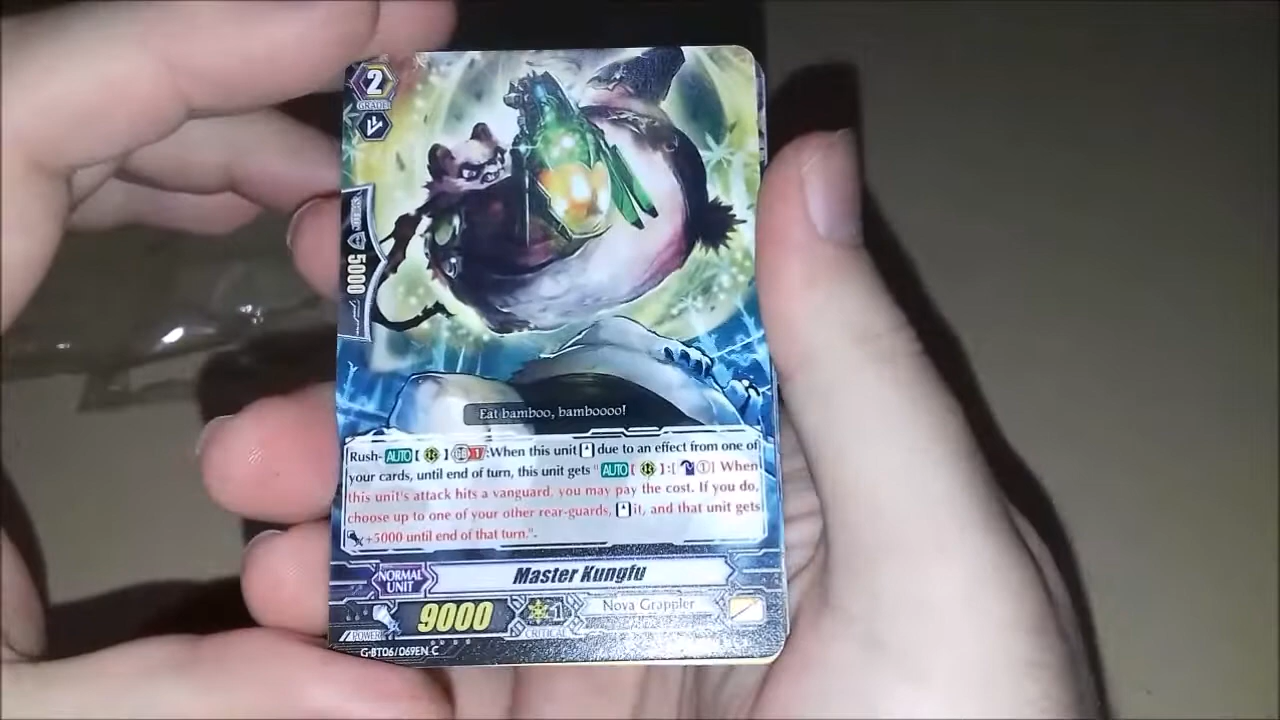 2
GRADE
5000
Eat bamboo, bamboooo!
Rush- AUTO [ ] 1 :When this unit due to an effect from one of
your cards, until end of turn, this unit gets " AUTO [ ]:[ 1 ] When
this unit's attack hits a vanguard, you may pay the cost. If you do,
choose up to one of your other rear-guards, it, and that unit gets
+5000 until end of that turn."-
NORMAL
UNIT
Master Kungfu
POWER
9000
1
CRITICAL
Nova Grappler
G-BT06/069EN C